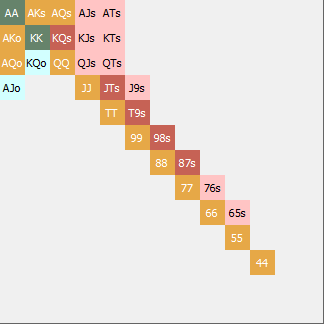 AA AKs AQs AJs ATs
AKo KK KQs KJs KTs
AQo KQo QQ QJs QTs
AJo JJ JTs J9s
TT T9s
99 98s
88 87s
77 76s
66 65s
55
44